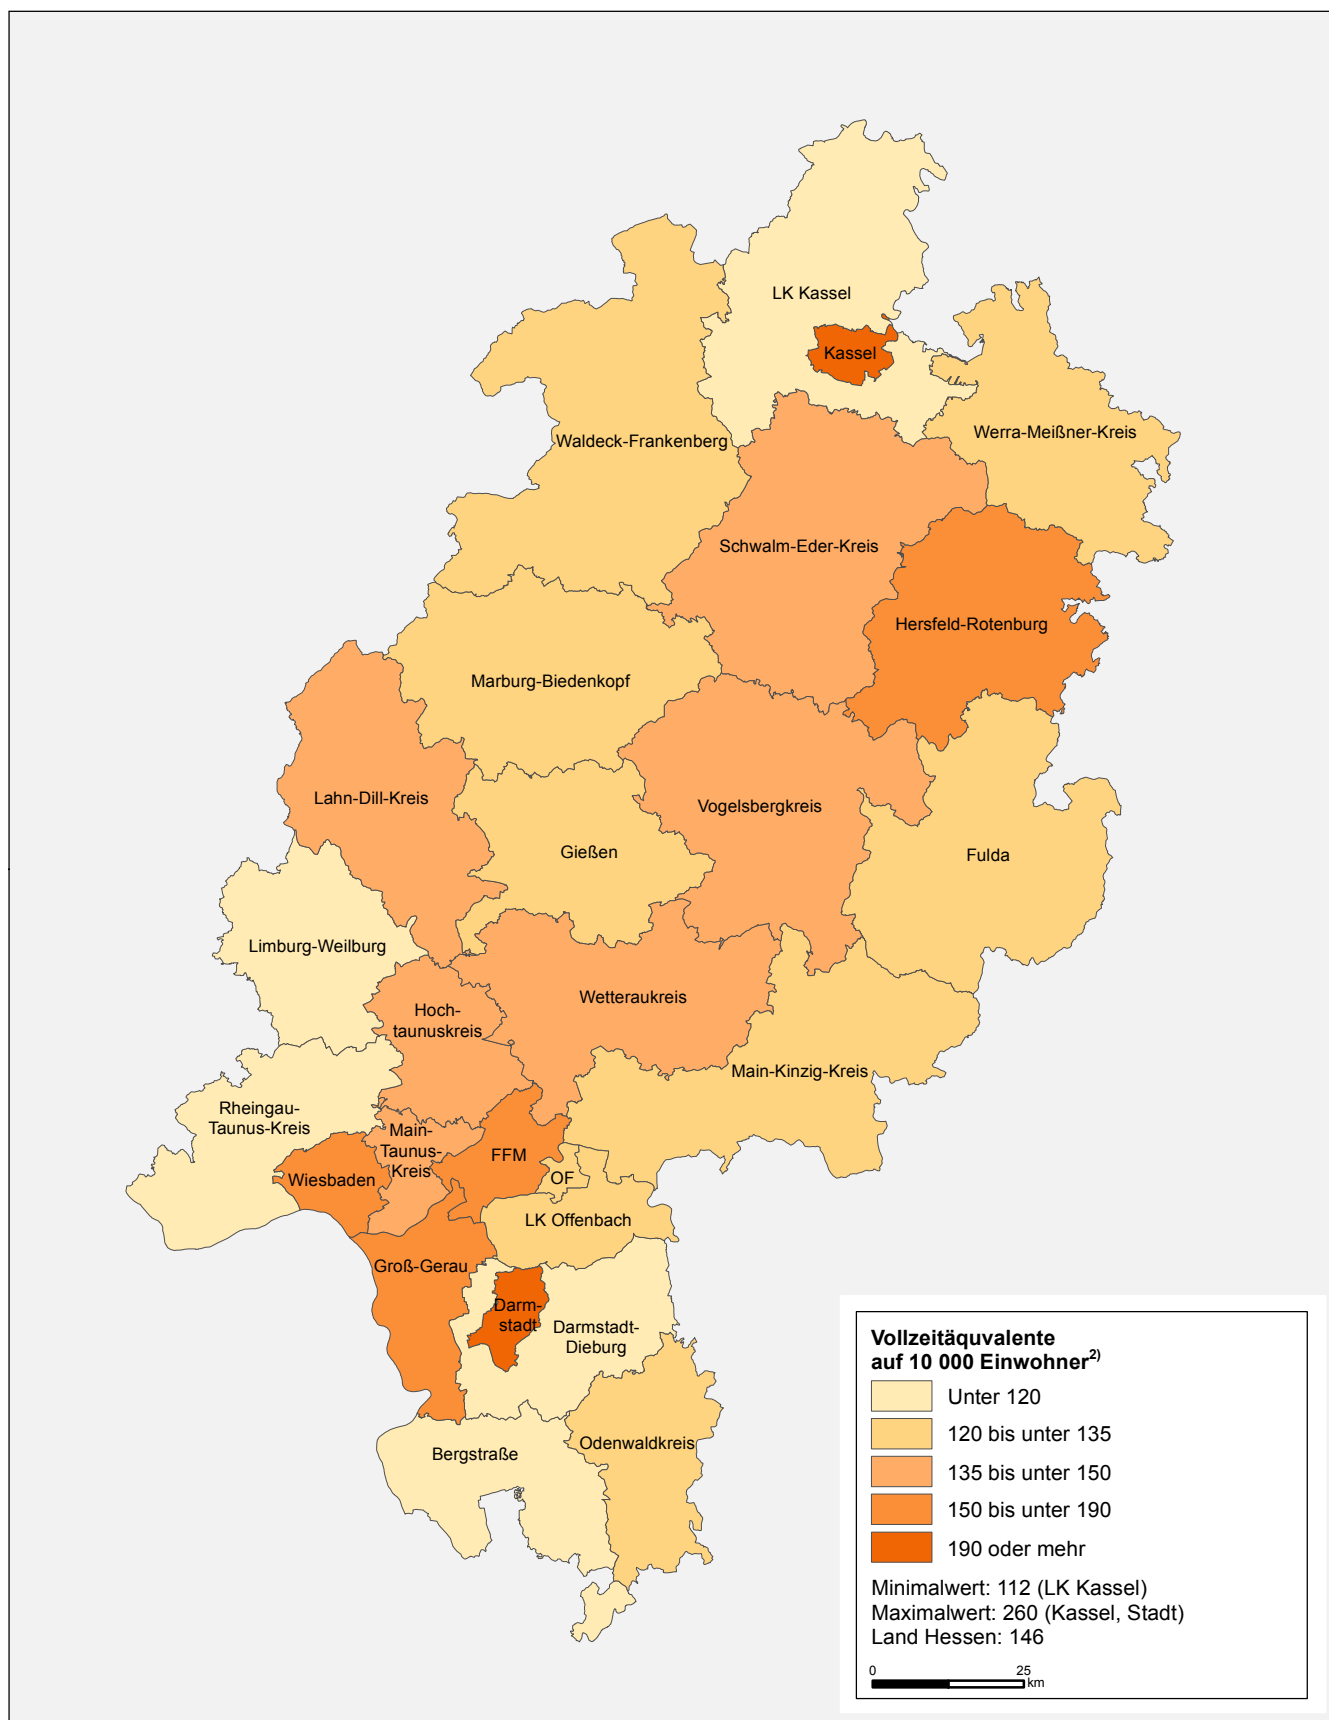 LK Kassel
Kassel
Werra-Meißner-Kreis
Waldeck-Frankenberg
Schwalm-Eder-Kreis
Hersfeld-Rotenburg
Marburg-Biedenkopf
Lahn-Dill-Kreis
Vogelsbergkreis
Gießen
Fulda
Limburg-Weilburg
Wetteraukreis
Hoch-
taunuskreis
Main-Kinzig-Kreis
Rheingau-
Taunus-Kreis
Main-
Taunus-
Kreis
FFM
Wiesbaden
OF
LK Offenbach
Groß-Gerau
Darm-
stadt
Darmstadt-
Dieburg
Odenwaldkreis
Bergstraße
Vollzeitäquvalente
auf 10 000 Einwohner2)
Unter 120
120 bis unter 135
135 bis unter 150
150 bis unter 190
190 oder mehr
Minimalwert: 112 (LK Kassel)
Maximalwert: 260 (Kassel, Stadt)
Land Hessen: 146
0 25
km